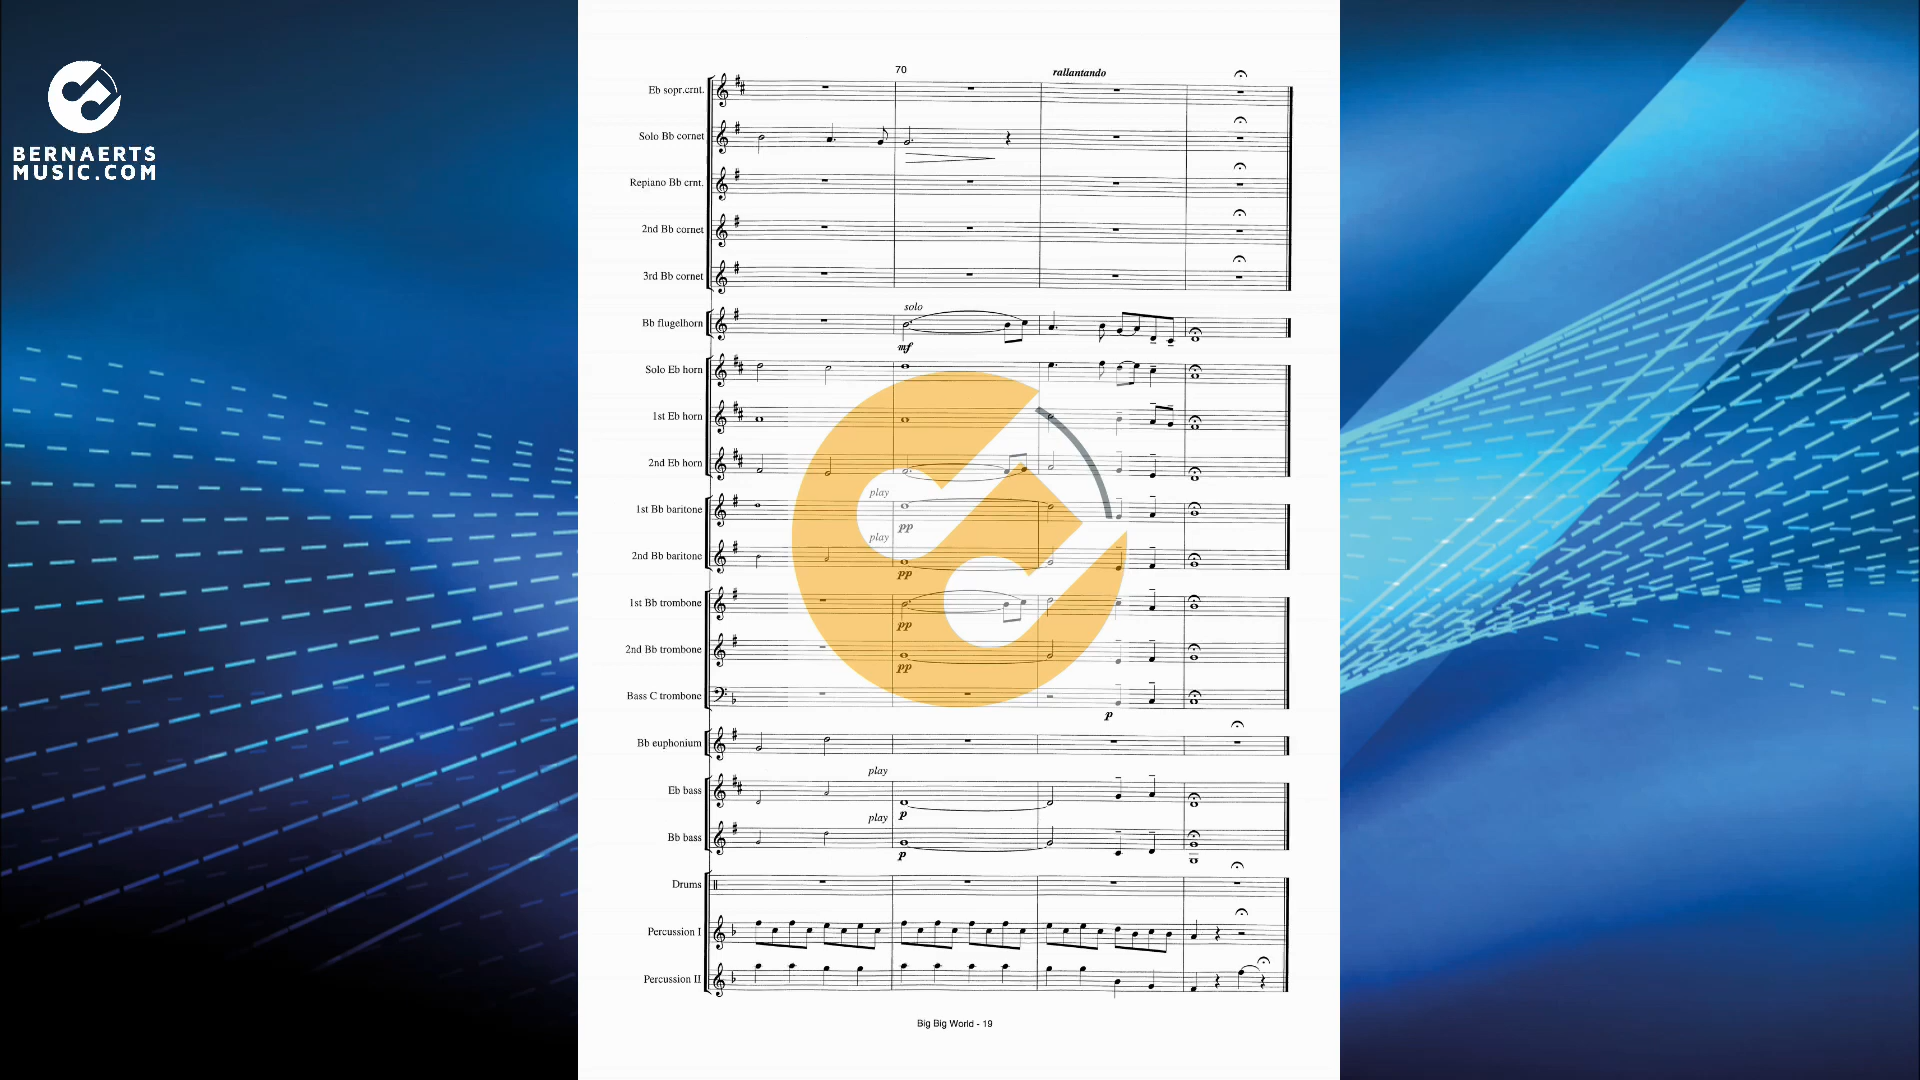 BERNAERTS
MUSIC.COM
70
rallantando
Eb sopr.crnt.
Solo Bb cornet
Repiano Bb crnt.
2nd Bb cornet
3rd Bb cornet
solo
Bb flugelhorn
mf
Solo Eb horn
1st Eb horn
2nd Eb horn
play
1st Bb baritone
pp
play
2nd Bb baritone
pp
1st Bb trombone
pp
2nd Bb trombone
pp
Bass C trombone
p
Bb euphonium
play
Eb bass
p
play
Bb bass
p
Drums
Percussion I
Percussion II
Big Big World - 19